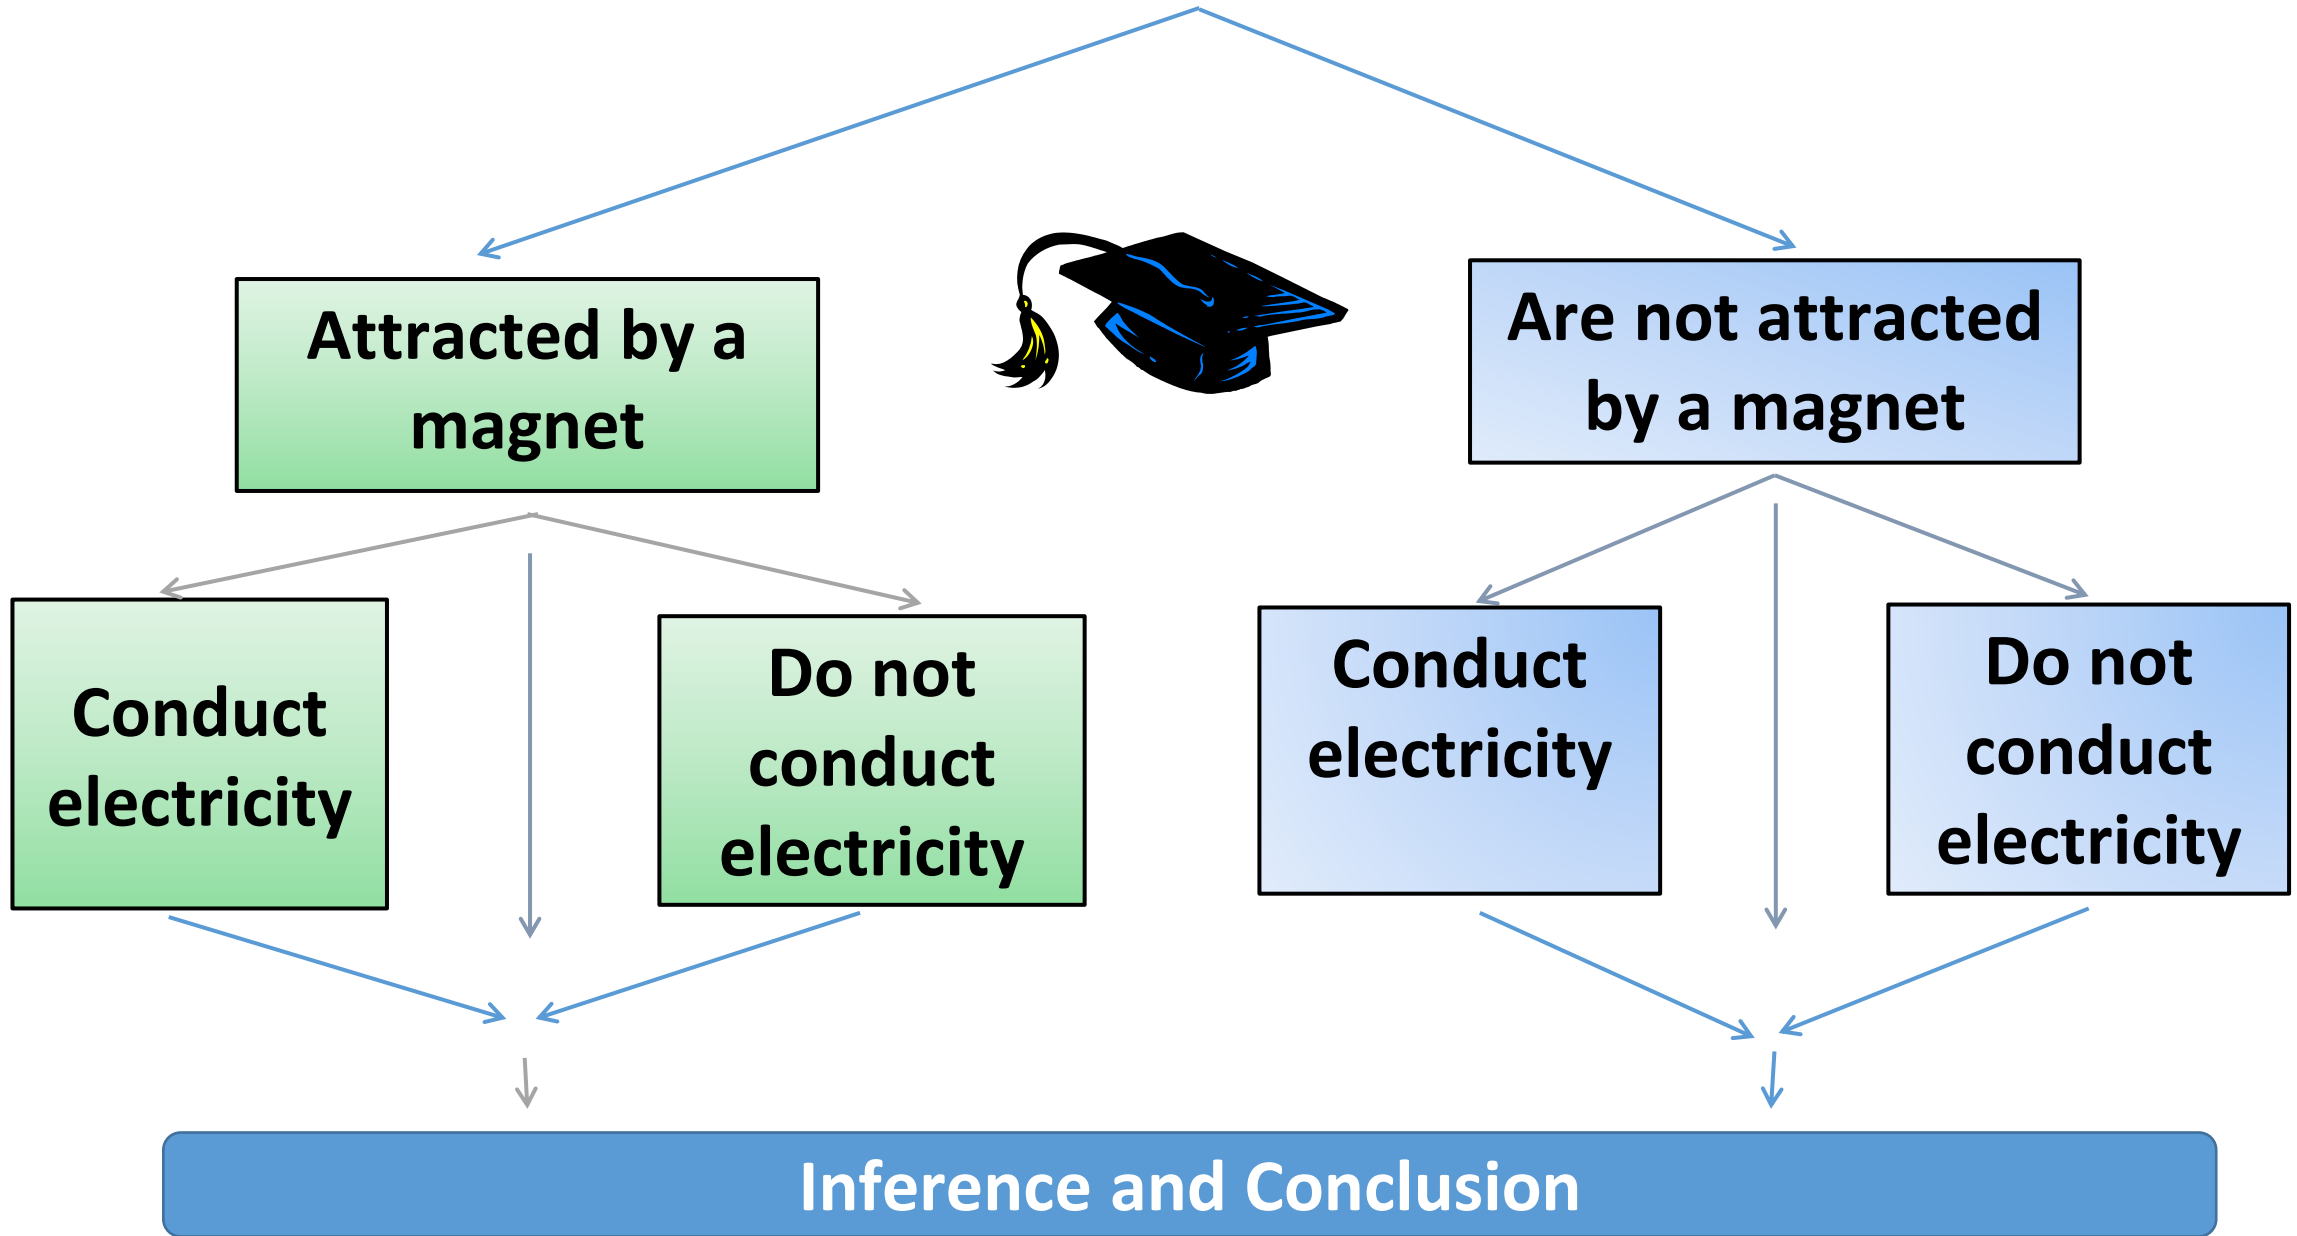 Attracted by a
magnet
Are not attracted
by a magnet
Conduct
electricity
Do not
conduct
electricity
Conduct
electricity
Do not
conduct
electricity
Inference and Conclusion